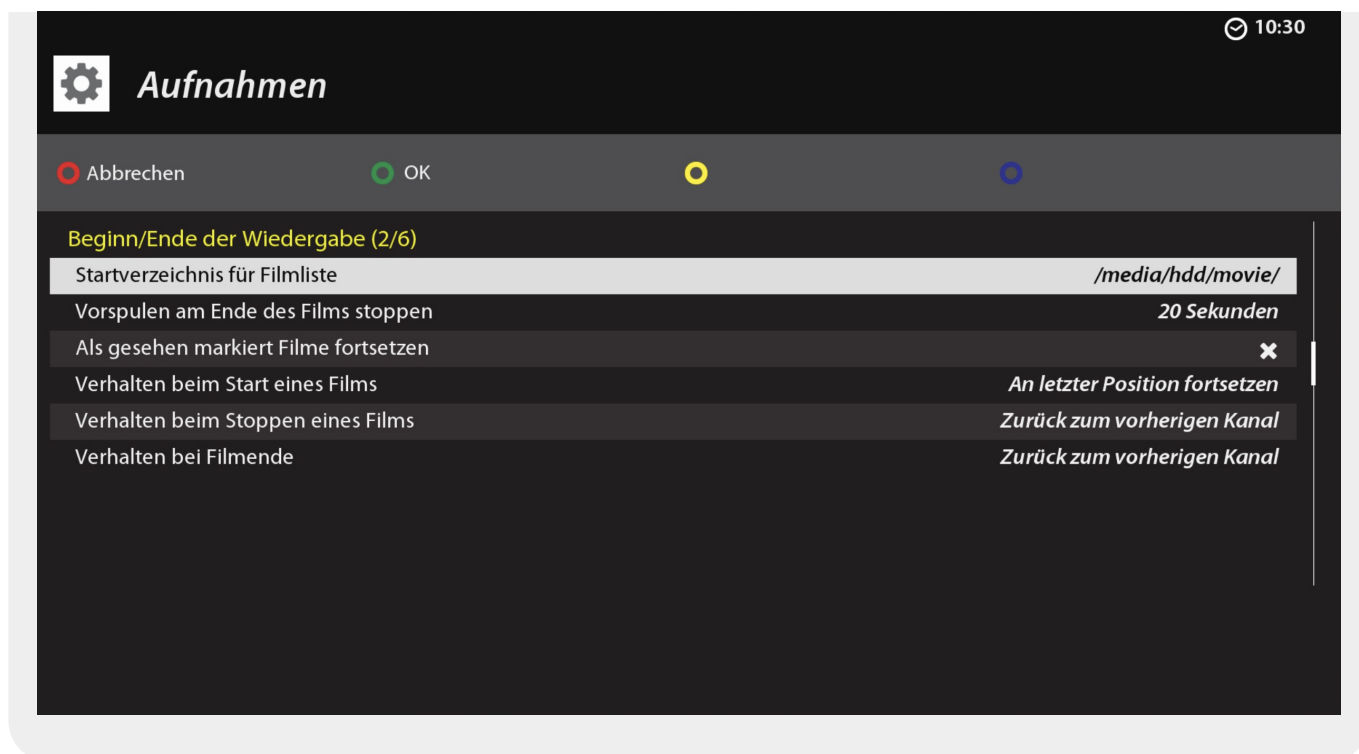 10:30
Aufnahmen
Abbrechen OK
Beginn/Ende der Wiedergabe (2/6)
Startverzeichnis für Filmliste /media/hdd/movie/
Vorspulen am Ende des Films stoppen 20 Sekunden
Als gesehen markiert Filme fortsetzen
Verhalten beim Start eines Films An letzter Position fortsetzen
Verhalten beim Stoppen eines Films Zurück zum vorherigen Kanal
Verhalten bei Filmende Zurück zum vorherigen Kanal